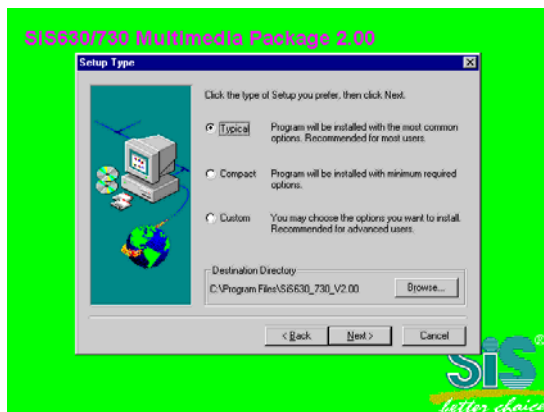 SiS630/730 Multimedia Package 2.00
Setup Type
Click the type of Setup you prefer, then click Next.
Typical
Program will be installed with the most common
options. Recommended for most users.
Compact
Program will be installed with minimum required
options.
Custom
You may choose the options you want to install.
Recommended for advanced users.
Destination Directory
C:\Program Files\SiS630_730_V2.00
Browse...
< Back
Next >
Cancel
SiS®
better choice